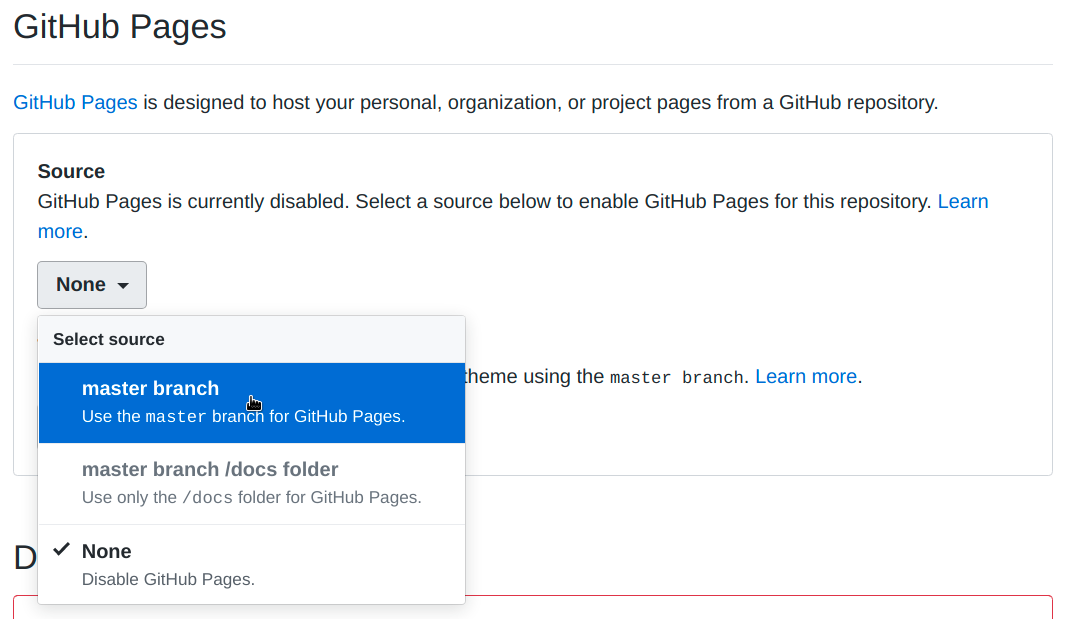 GitHub Pages
GitHub Pages is designed to host your personal, organization, or project pages from a GitHub repository.
Source
GitHub Pages is currently disabled. Select a source below to enable GitHub Pages for this repository. Learn
more.
None
Select source
theme using the master branch. Learn more.
master branch
Use the master branch for GitHub Pages.
master branch /docs folder
Use only the /docs folder for GitHub Pages.
None
Disable GitHub Pages.
D